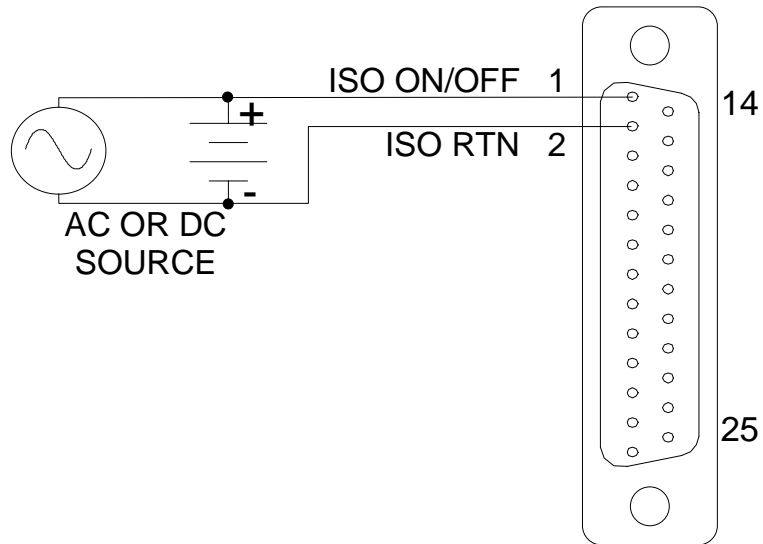 ISO ON/OFF 1
14
+
ISO RTN 2
-
AC OR DC
SOURCE
25